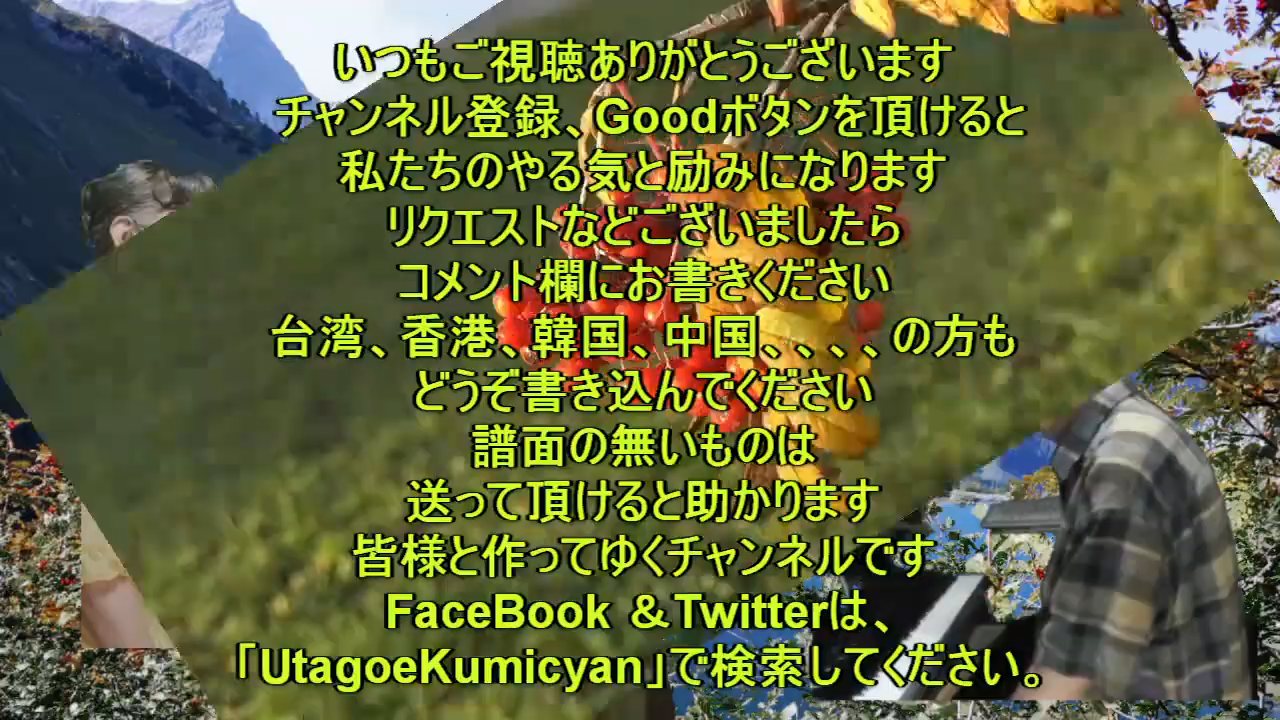 いつもご視聴ありがとうございます
チャンネル登録、Goodボタンを頂けると
私たちのやる気と励みになります
リクエストなどございましたら
コメント欄にお書きください
台湾、香港、韓国、中国、、、、の方も
どうぞ書き込んでください
譜面の無いものは
送って頂けると助かります
皆様と作ってゆくチャンネルです
FaceBook ＆Twitterは、
「UtagoeKumicyan」で検索してください。